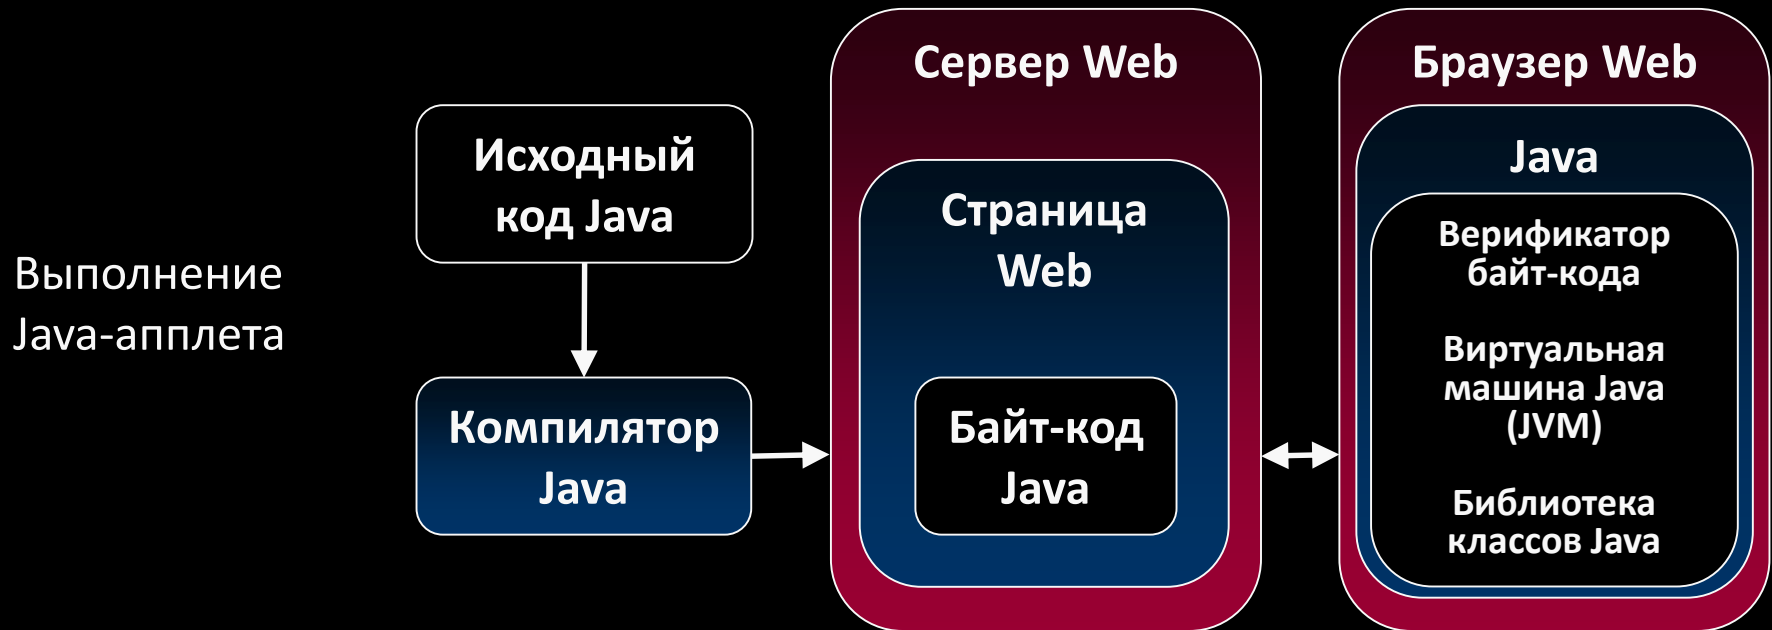 Выполнение
Java-апплета
Исходный
код Java
Компилятор
Java
Сервер Web
Страница
Web
Байт-код
Java
Браузер Web
Java
Верификатор
байт-кода
Виртуальная
машина Java
(JVM)
Библиотека
классов Java